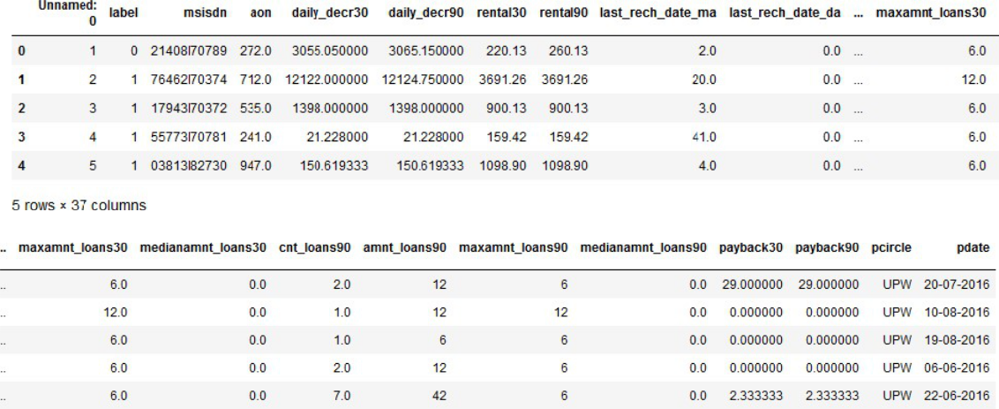 Unnamed: 0 label msisdn aon daily_decr30 daily_decr90 rental30 rental90 last_rech_date_ma last_rech_date_da ... maxamnt_loans30
0 1 0 21408I70789 272.0 3055.050000 3065.150000 220.13 260.13 2.0 0.0 ... 6.0
1 2 1 76462I70374 712.0 12122.000000 12124.750000 3691.26 3691.26 20.0 0.0 ... 12.0
2 3 1 17943I70372 535.0 1398.000000 1398.000000 900.13 900.13 3.0 0.0 ... 6.0
3 4 1 55773I70781 241.0 21.228000 21.228000 159.42 159.42 41.0 0.0 ... 6.0
4 5 1 03813I82730 947.0 150.619333 150.619333 1098.90 1098.90 4.0 0.0 ... 6.0
5 rows × 37 columns
.. maxamnt_loans30 medianamnt_loans30 cnt_loans90 amnt_loans90 maxamnt_loans90 medianamnt_loans90 payback30 payback90 pcircle pdate
.. 6.0 0.0 2.0 12 6 0.0 29.000000 29.000000 UPW 20-07-2016
.. 12.0 0.0 1.0 12 12 0.0 0.000000 0.000000 UPW 10-08-2016
.. 6.0 0.0 1.0 6 6 0.0 0.000000 0.000000 UPW 19-08-2016
.. 6.0 0.0 2.0 12 6 0.0 0.000000 0.000000 UPW 06-06-2016
.. 6.0 0.0 7.0 42 6 0.0 2.333333 2.333333 UPW 22-06-2016